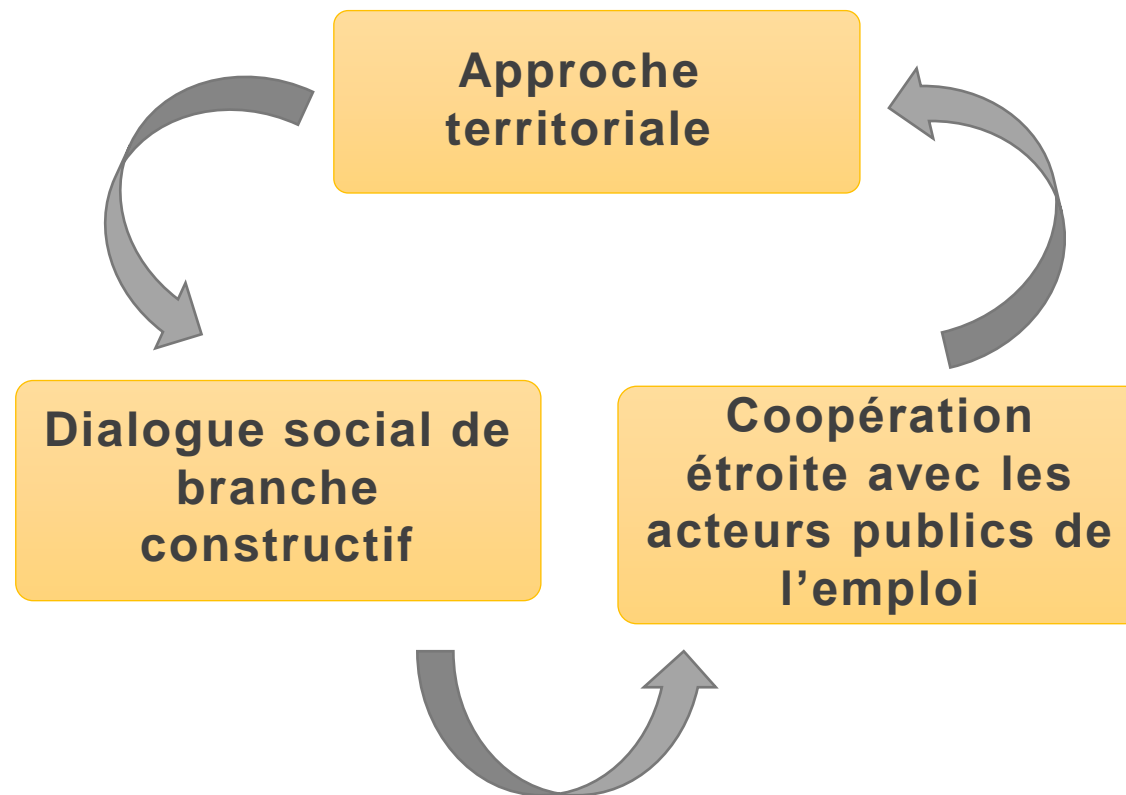 Approche
territoriale
Dialogue social de
branche
constructif
Coopération
étroite avec les
acteurs publics de
l’emploi